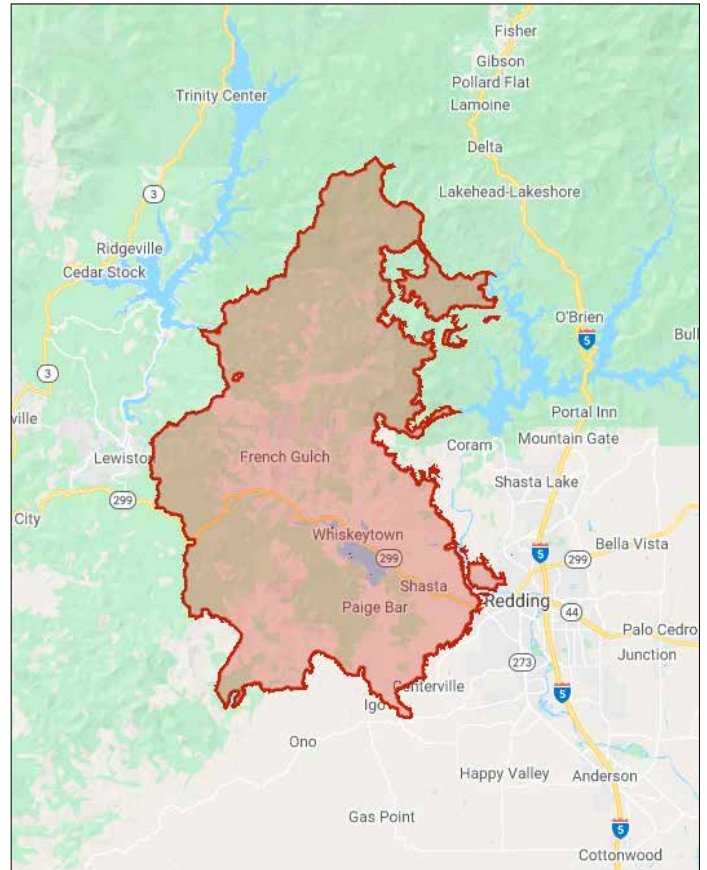 Fisher
Gibson
Pollard Flat
Trinity Center
Lamoine
Delta
3
Lakehead-Lakeshore
Ridgeville
Cedar Stock
O'Brien
5
Bull
3
ville
Portal Inn
Coram
Mountain Gate
Lewiston
French Gulch
Shasta Lake
299
City
Whiskeytown
299
5
299
Bella Vista
Shasta
Paige Bar
Redding
44
Palo Cedro
273
Junction
Centerville
5
Igo
Ono
Happy Valley
Anderson
Gas Point
5
Cottonwood